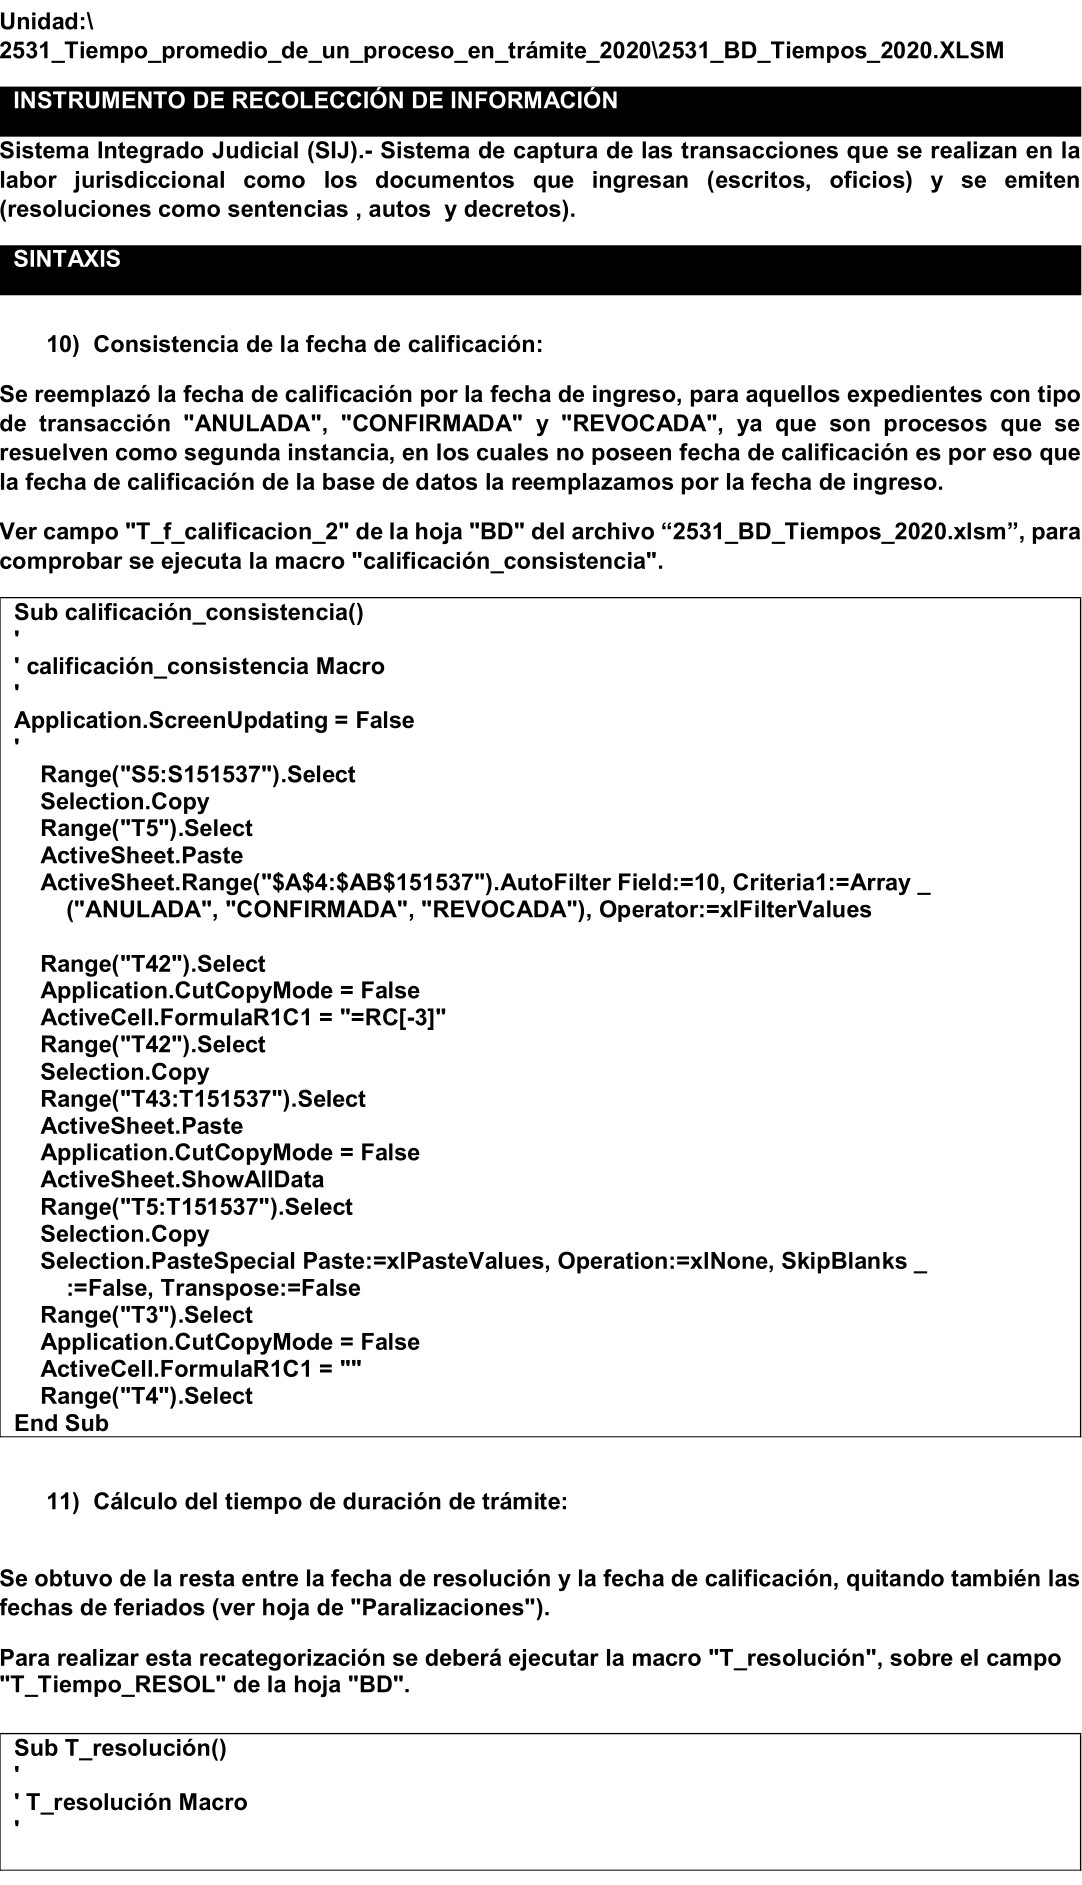 Unidad:\
2531_Tiempo_promedio_de_un_proceso_en_trámite_2020\2531_BD_Tiempos_2020.XLSM
INSTRUMENTO DE RECOLECCIÓN DE INFORMACIÓN
Sistema Integrado Judicial (SIJ).- Sistema de captura de las transacciones que se realizan en la
labor jurisdiccional como los documentos que ingresan (escritos, oficios) y se emiten
(resoluciones como sentencias , autos  y decretos).
SINTAXIS
10)  Consistencia de la fecha de calificación:
Se reemplazó la fecha de calificación por la fecha de ingreso, para aquellos expedientes con tipo
de transacción "ANULADA", "CONFIRMADA" y "REVOCADA", ya que son procesos que se
resuelven como segunda instancia, en los cuales no poseen fecha de calificación es por eso que
la fecha de calificación de la base de datos la reemplazamos por la fecha de ingreso.
Ver campo "T_f_calificacion_2" de la hoja "BD" del archivo “2531_BD_Tiempos_2020.xlsm”, para
comprobar se ejecuta la macro "calificación_consistencia".
Sub calificación_consistencia()
'
' calificación_consistencia Macro
'
Application.ScreenUpdating = False
'
Range("S5:S151537").Select
Selection.Copy
Range("T5").Select
ActiveSheet.Paste
ActiveSheet.Range("$A$4:$AB$151537").AutoFilter Field:=10, Criteria1:=Array _
("ANULADA", "CONFIRMADA", "REVOCADA"), Operator:=xlFilterValues
Range("T42").Select
Application.CutCopyMode = False
ActiveCell.FormulaR1C1 = "=RC[-3]"
Range("T42").Select
Selection.Copy
Range("T43:T151537").Select
ActiveSheet.Paste
Application.CutCopyMode = False
ActiveSheet.ShowAllData
Range("T5:T151537").Select
Selection.Copy
Selection.PasteSpecial Paste:=xlPasteValues, Operation:=xlNone, SkipBlanks _
:=False, Transpose:=False
Range("T3").Select
Application.CutCopyMode = False
ActiveCell.FormulaR1C1 = ""
Range("T4").Select
End Sub
11)  Cálculo del tiempo de duración de trámite:
Se obtuvo de la resta entre la fecha de resolución y la fecha de calificación, quitando también las
fechas de feriados (ver hoja de "Paralizaciones").
Para realizar esta recategorización se deberá ejecutar la macro "T_resolución", sobre el campo
"T_Tiempo_RESOL" de la hoja "BD".
Sub T_resolución()
'
' T_resolución Macro
'